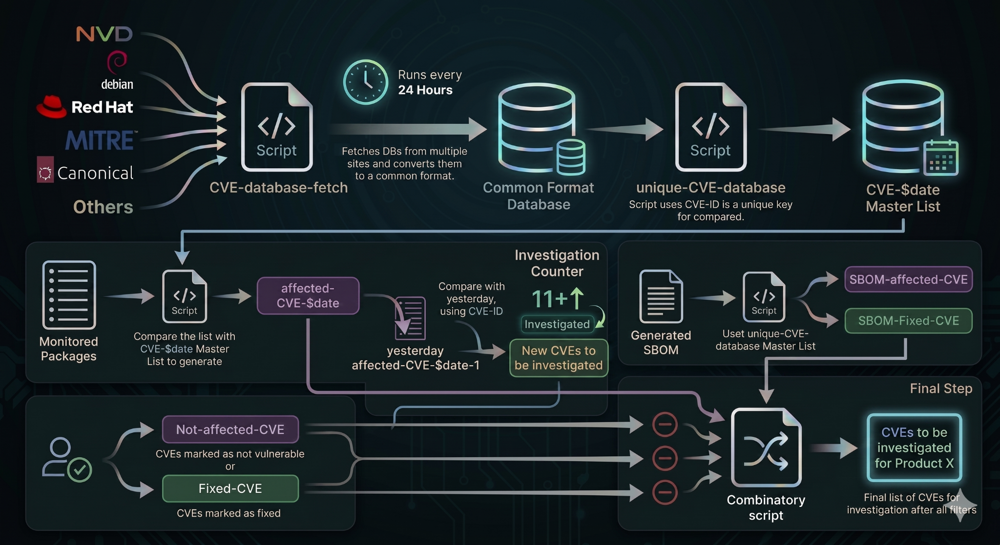 NVD
debian
Red Hat
MITRE™
Canonical
Others
Script
CVE-database-fetch
Runs every
24 Hours
Fetches DBs from multiple
sites and converts them
to a common format.
Common Format
Database
Script
unique-CVE-database
Script uses CVE-ID is a unique key
for compared.
CVE-$date
Master List
Monitored
Packages
Script
Compare the list with
CVE-$date Master
List to generate
affected-
CVE-$date
yesterday
affected-CVE-$date-1
Compare with
yesterday,
using CVE-ID
Investigation
Counter
11+
Investigated
New CVEs to
be investigated
Generated
SBOM
Script
Uset unique-CVE-
database Master List
SBOM-affected-CVE
SBOM-Fixed-CVE
Not-affected-CVE
CVEs marked as not vulnerable
or
Fixed-CVE
CVEs marked as fixed
Final Step
Combinatory
script
CVEs to be
investigated
for Product X
Final list of CVEs for
investigation after all filters